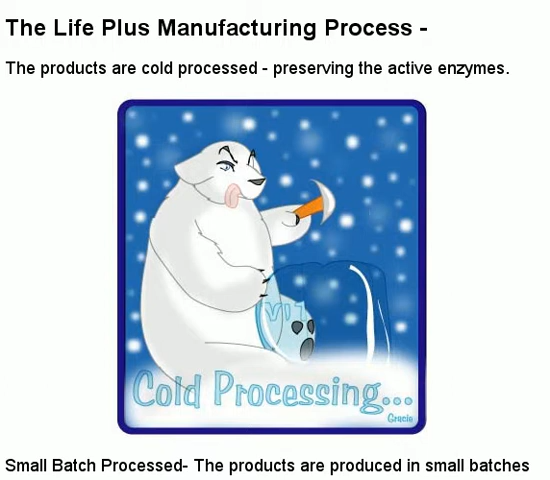 The Life Plus Manufacturing Process -
The products are cold processed - preserving the active enzymes.
VIT
Cold Processing...
Gracie
Small Batch Processed- The products are produced in small batches